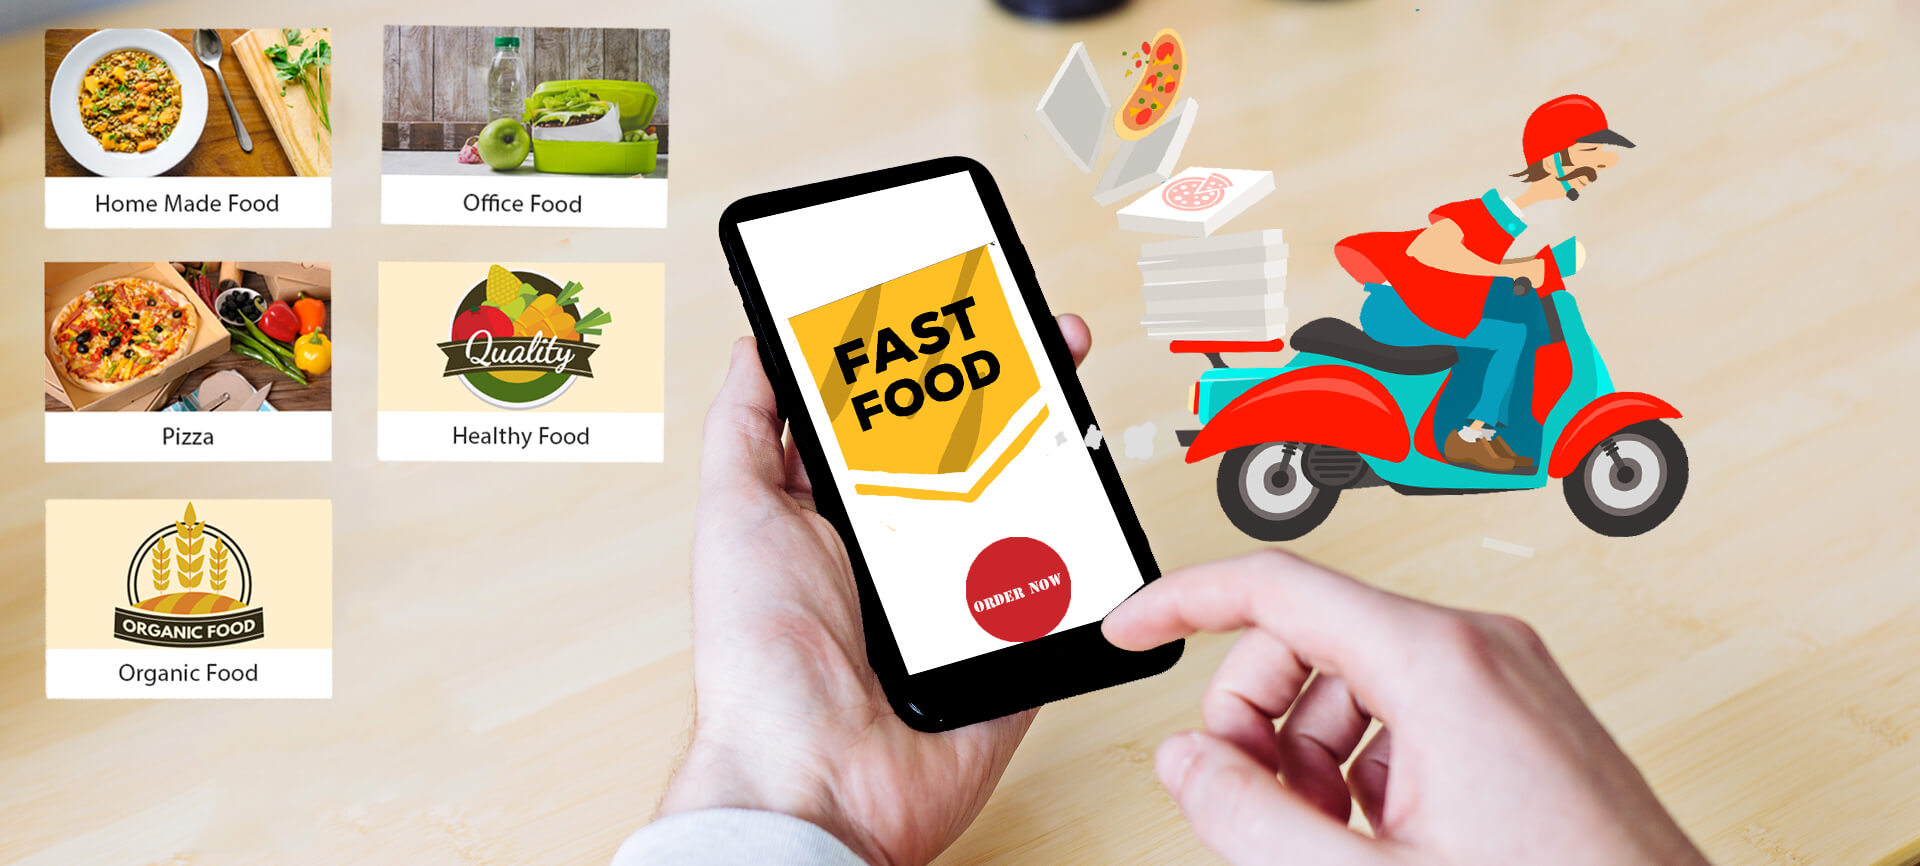 Home Made Food
Office Food
Pizza
Quality
Healthy Food
ORGANIC FOOD
Organic Food
FAST
FOOD
ORDER NOW